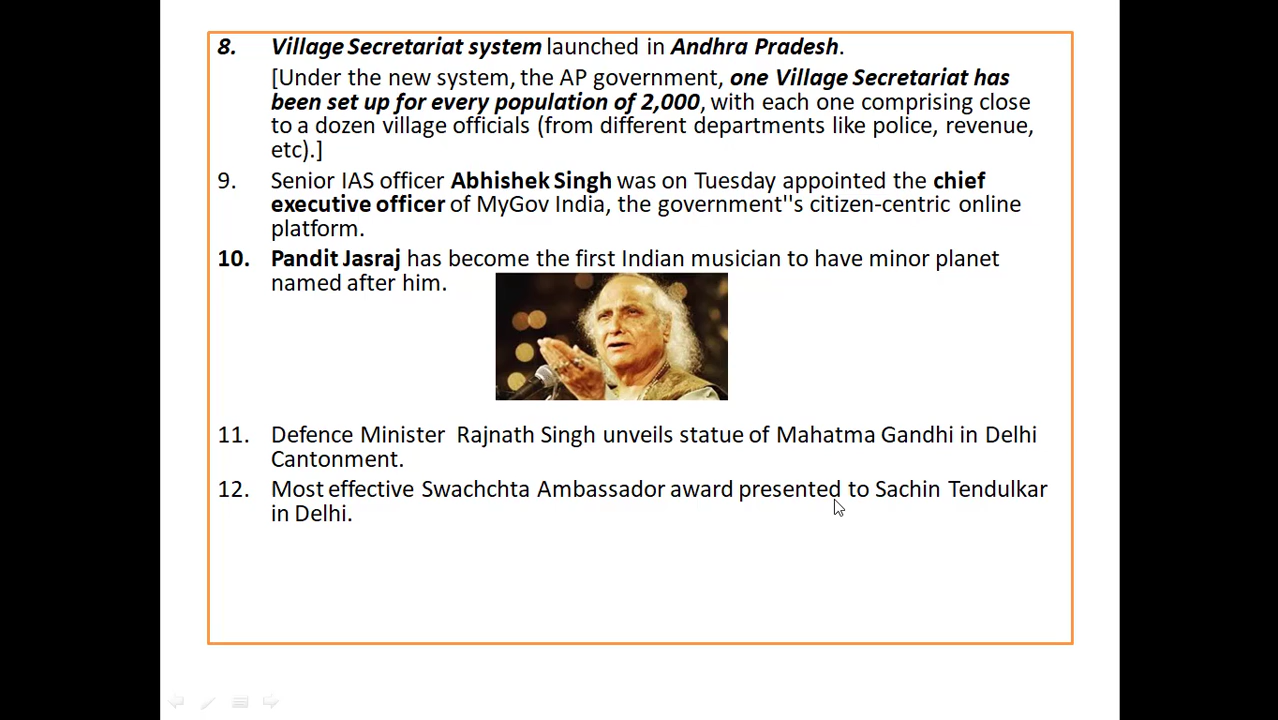 8. Village Secretariat system launched in Andhra Pradesh.
[Under the new system, the AP government, one Village Secretariat has
been set up for every population of 2,000, with each one comprising close
to a dozen village officials (from different departments like police, revenue,
etc).]
9. Senior IAS officer Abhishek Singh was on Tuesday appointed the chief
executive officer of MyGov India, the government''s citizen-centric online
platform.
10. Pandit Jasraj has become the first Indian musician to have minor planet
named after him.
11. Defence Minister Rajnath Singh unveils statue of Mahatma Gandhi in Delhi
Cantonment.
12. Most effective Swachchta Ambassador award presented to Sachin Tendulkar
in Delhi.